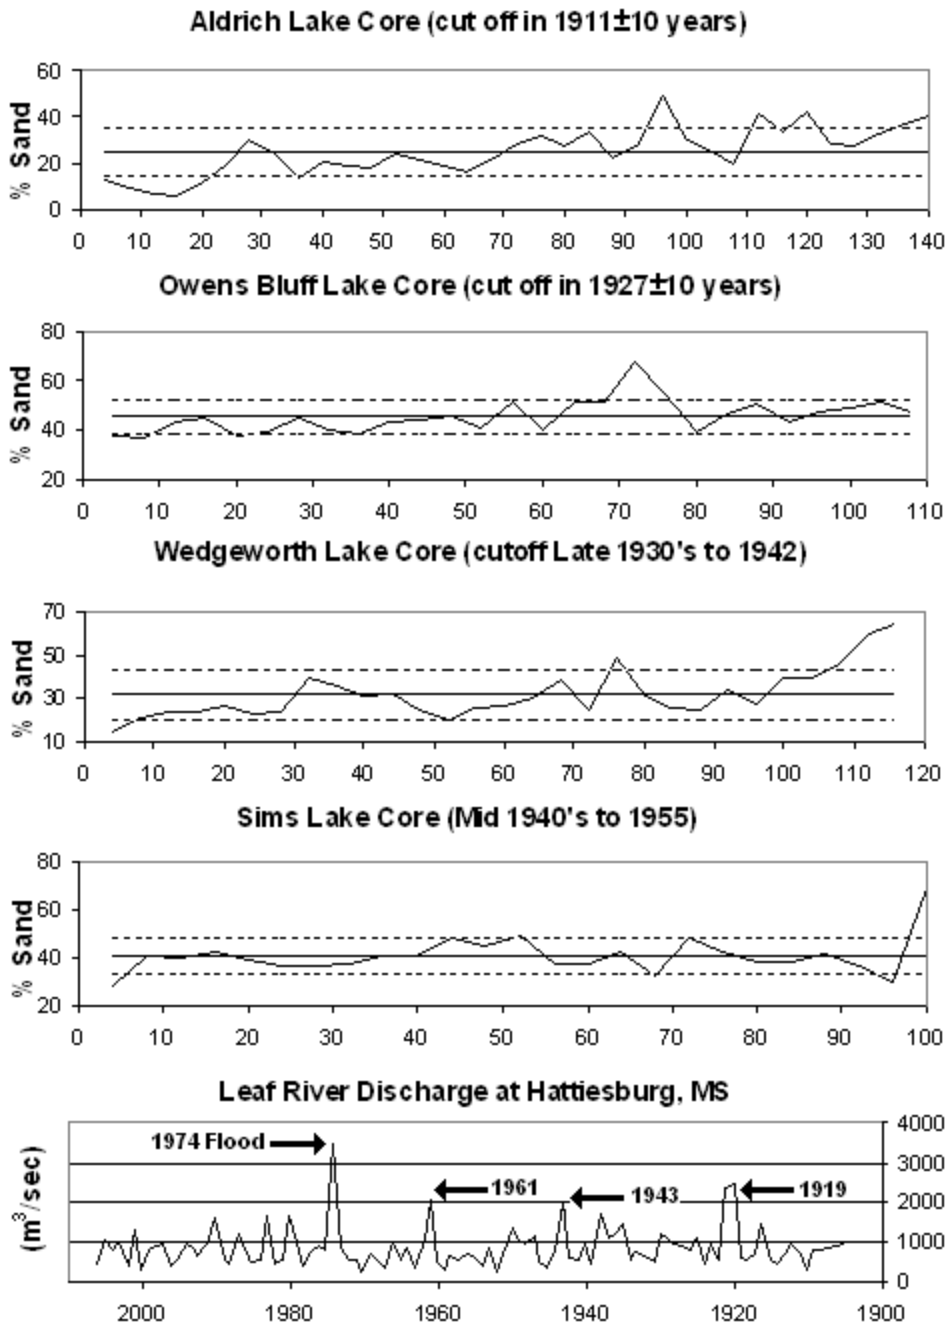 Aldrich Lake Core (cut off in 1911±10 years)
% Sand
60
40
20
0
0 10 20 30 40 50 60 70 80 90 100 110 120 130 140
Owens Bluff Lake Core (cut off in 1927±10 years)
% Sand
80
60
40
20
0 10 20 30 40 50 60 70 80 90 100 110
Wedgeworth Lake Core (cutoff Late 1930's to 1942)
% Sand
70
50
30
10
0 10 20 30 40 50 60 70 80 90 100 110 120
Sims Lake Core (Mid 1940's to 1955)
% Sand
80
60
40
20
0 10 20 30 40 50 60 70 80 90 100
Leaf River Discharge at Hattiesburg, MS
(m³/sec)
4000
1974 Flood
3000
1961 1943 1919
2000
1000
0
2000 1980 1960 1940 1920 1900